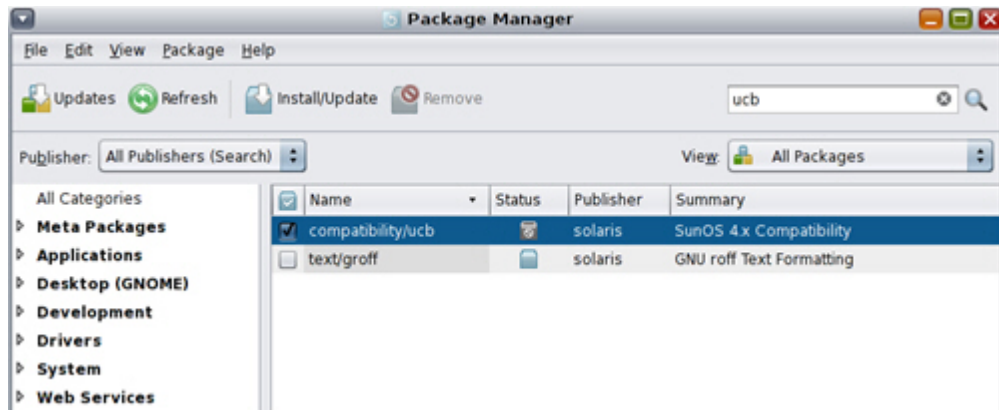 Package Manager
File Edit View Package Help
Updates Refresh Install/Update Remove ucb
Publisher: All Publishers (Search) View: All Packages
All Categories
Meta Packages
Applications
Desktop (GNOME)
Development
Drivers
System
Web Services
Name Status Publisher Summary
compatibility/ucb solaris SunOS 4.x Compatibility
text/groff solaris GNU roff Text Formatting